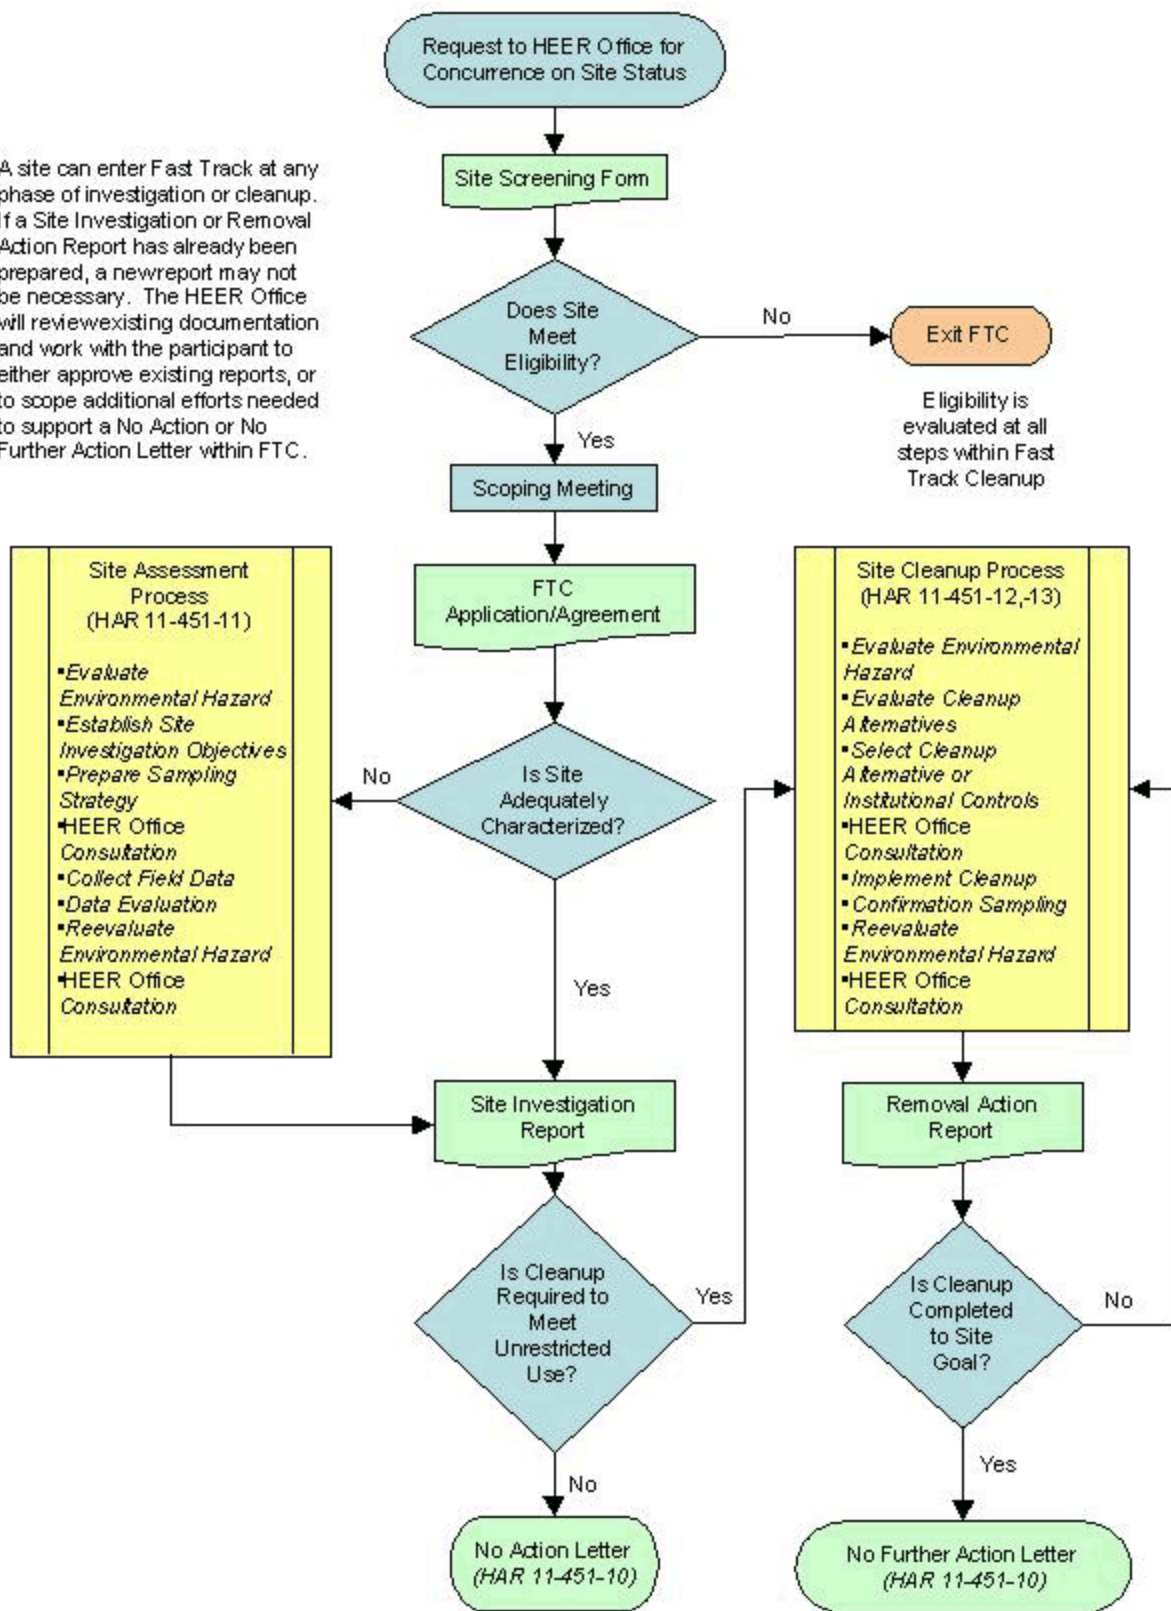 Request to HEER Office for
Concurrence on Site Status
A site can enter Fast Track at any
phase of investigation or cleanup.
If a Site Investigation or Removal
Action Report has already been
prepared, a newreport may not
be necessary. The HEER Office
will reviewexisting documentation
and work with the participant to
either approve existing reports, or
to scope additional efforts needed
to support a No Action or No
Further Action Letter within FTC.
Site Screening Form
Does Site
Meet
Eligibility?
No
Exit FTC
Eligibility is
evaluated at all
steps within Fast
Track Cleanup
Yes
Scoping Meeting
FTC
Application/Agreement
Is Site
Adequately
Characterized?
No
Site Assessment
Process
(HAR 11-451-11)
▪Evaluate
Environmental Hazard
▪Establish Site
Investigation Objectives
▪Prepare Sampling
Strategy
▪HEER Office
Consultation
▪Collect Field Data
▪Data Evaluation
▪Reevaluate
Environmental Hazard
▪HEER Office
Consultation
Yes
Site Investigation
Report
Is Cleanup
Required to
Meet
Unrestricted
Use?
Yes
No
No Action Letter
(HAR 11-451-10)
Site Cleanup Process
(HAR 11-451-12,-13)
▪Evaluate Environmental
Hazard
▪Evaluate Cleanup
Alternatives
▪Select Cleanup
Alternative or
Institutional Controls
▪HEER Office
Consultation
▪Implement Cleanup
▪Confirmation Sampling
▪Reevaluate
Environmental Hazard
▪HEER Office
Consultation
Removal Action
Report
Is Cleanup
Completed
to Site
Goal?
No
Yes
No Further Action Letter
(HAR 11-451-10)